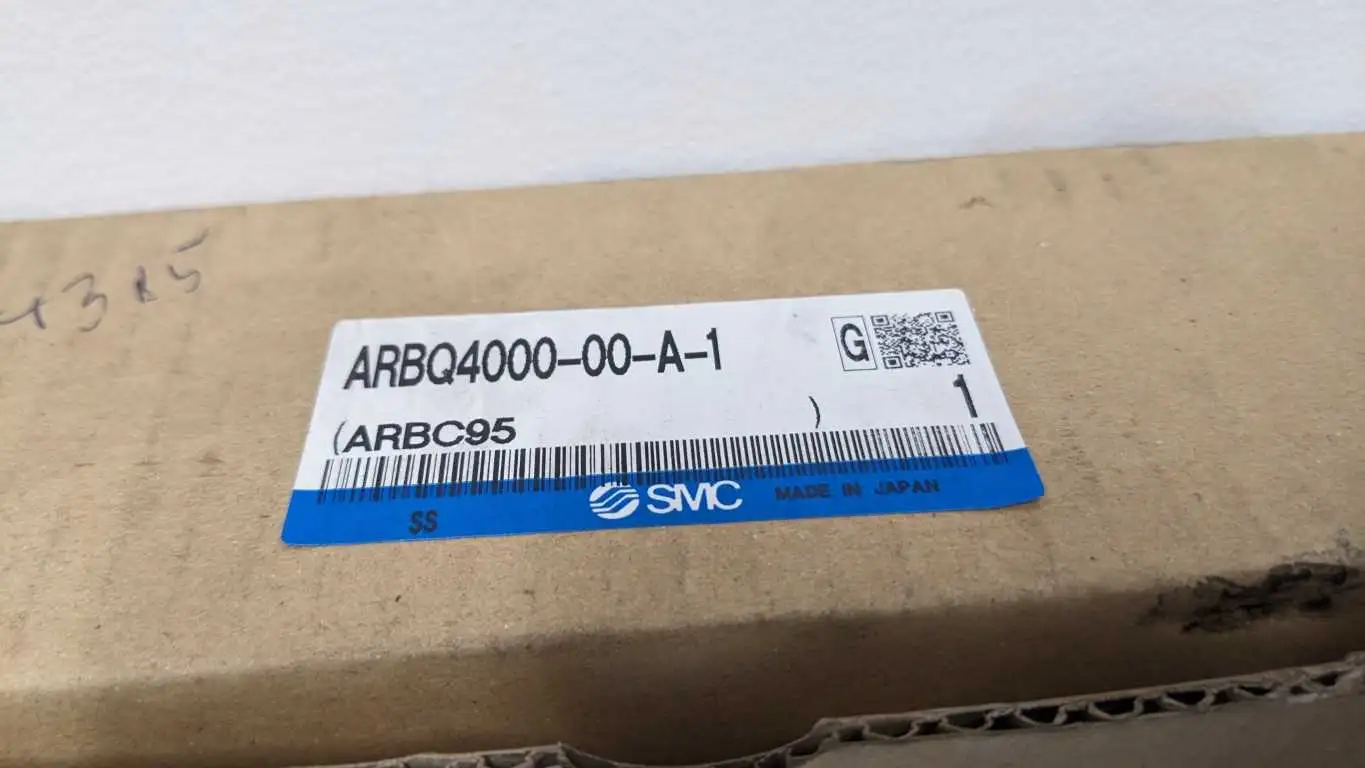 ARBQ4000-00-A-1
G
(ARBC95 )
1
SS
SMC
MADE IN JAPAN